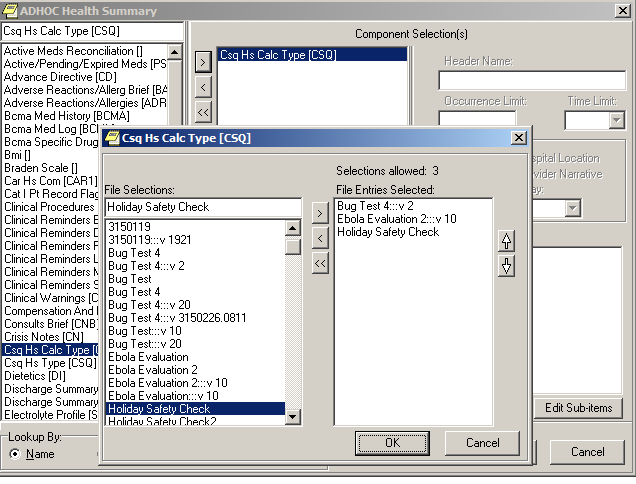 ADHOC Health Summary
Csq Hs Calc Type [CSQ]
Active Meds Reconciliation []
Active/Pending/Expired Meds [PS
Advance Directive [CD]
Adverse Reactions/Allerg Brief [BA
Adverse Reactions/Allergies [ADR
Bcma Med History [BCMA]
Bcma Med Log [BCM
Bcma Specific Drug
Bmi []
Braden Scale []
Car Hs Com [CAR1]
Cat I Pt Record Flag
Clinical Procedures
Clinical Reminders
Clinical Reminders D
Clinical Reminders F
Clinical Reminders M
Clinical Reminders S
Clinical Warnings [C
Compensation And
Consults Brief [CNB]
Crisis Notes [CN]
Csq Hs Calc Type [
Csq Hs Type [CSQ]
Dietetics [DI]
Discharge Summary
Discharge Summary
Electrolyte Profile [S
Lookup By:
Name
>
<
<<
Component Selection(s)
Csq Hs Calc Type [CSQ]
Header Name:
Occurrence Limit:
Time Limit:
spital Location
vider Narrative
ay:
Edit Sub-items
Cancel
Csq Hs Calc Type [CSQ]
Selections allowed: 3
File Selections:
Holiday Safety Check
3150119
3150119:::v 1921
Bug Test 4
Bug Test 4:::v 2
Bug Test
Bug Test 4
Bug Test 4:::v 20
Bug Test 4:::v 3150226.0811
Bug Test:::v 10
Bug Test:::v 20
Ebola Evaluation
Ebola Evaluation 2
Ebola Evaluation 2:::v 10
Ebola Evaluation:::v 10
Holiday Safety Check
Holiday Safety Check2
>
<
<<
File Entries Selected:
Bug Test 4:::v 2
Ebola Evaluation 2:::v 10
Holiday Safety Check
OK
Cancel